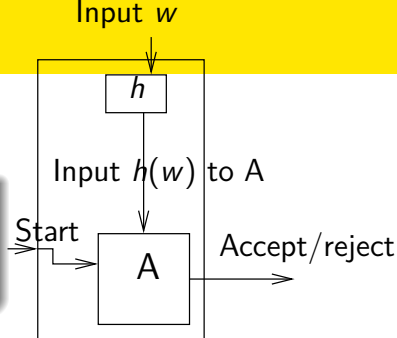 Input w
h
Input h(w) to A
Start
Accept/reject
A